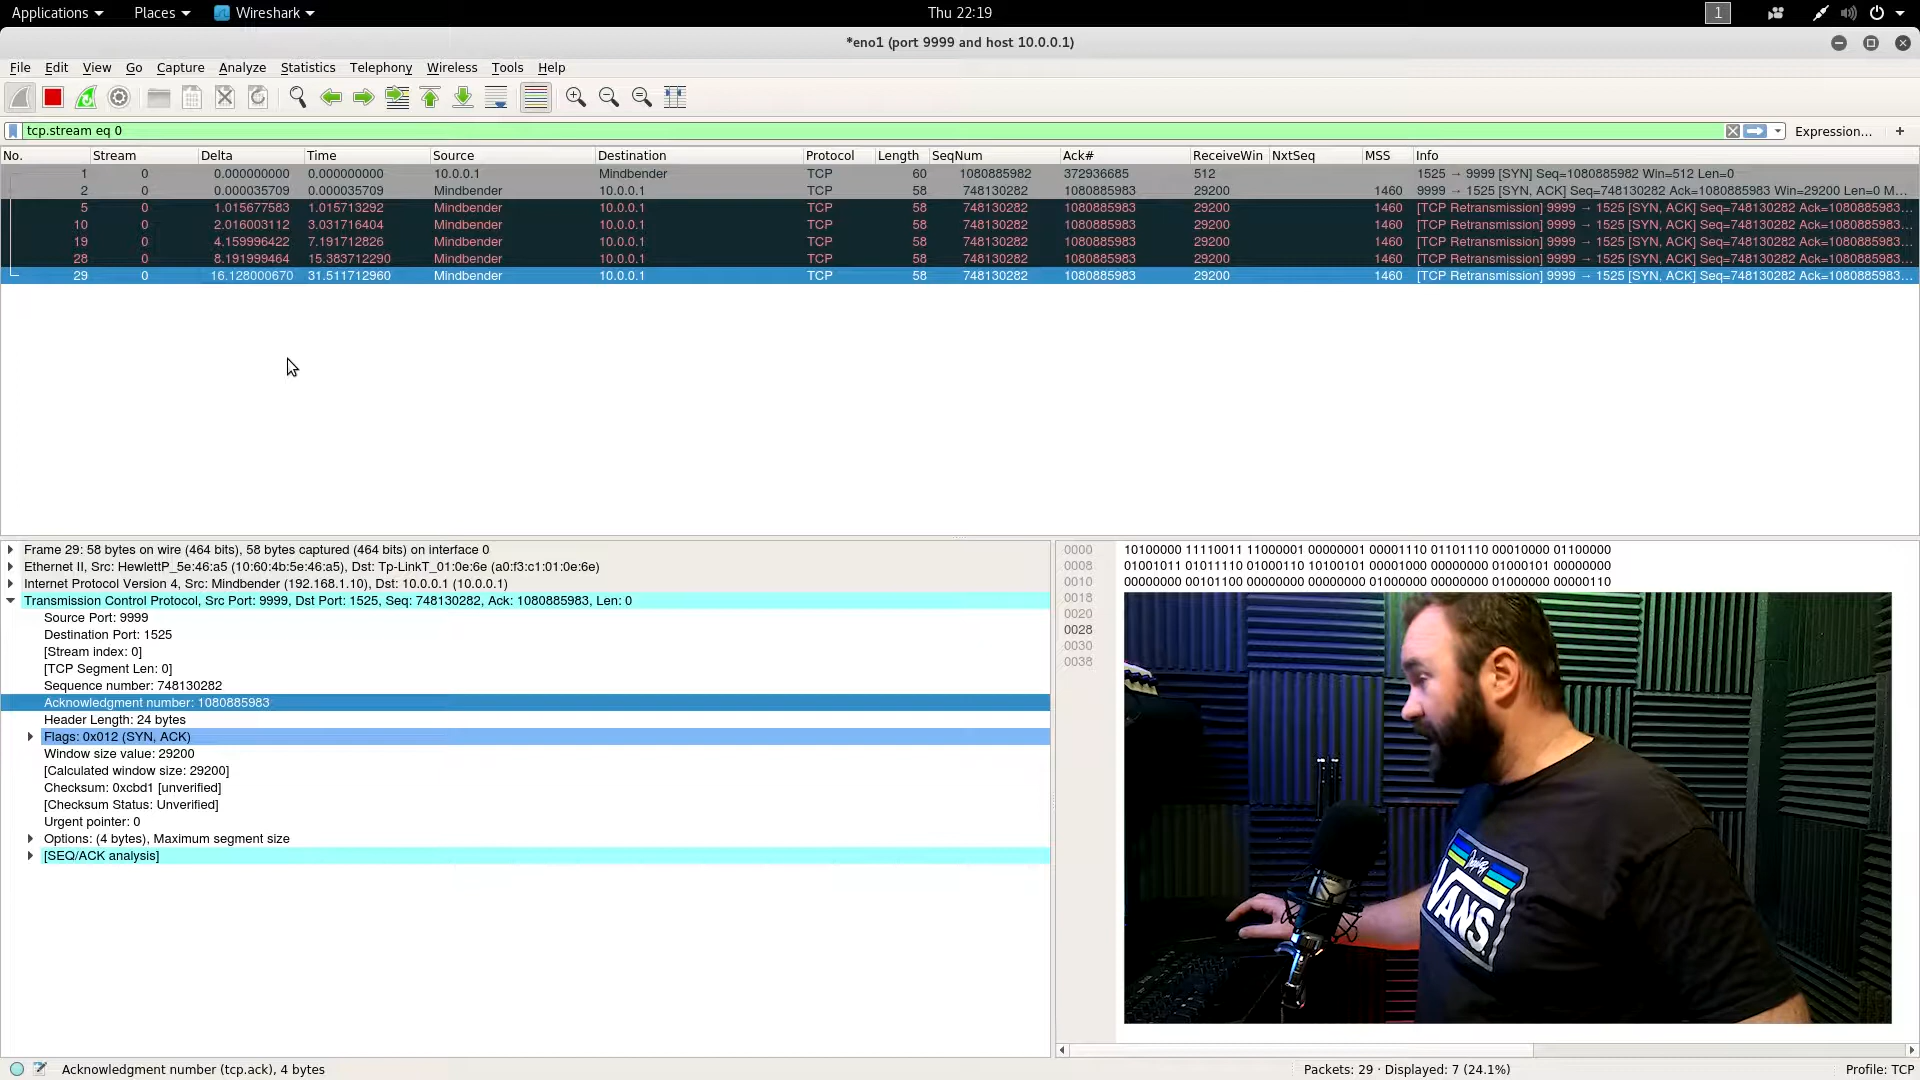 Applications Places Wireshark Thu 22:19 1
*eno1 (port 9999 and host 10.0.0.1)
File Edit View Go Capture Analyze Statistics Telephony Wireless Tools Help
tcp.stream eq 0 Expression... +
No. Stream Delta Time Source Destination Protocol Length SeqNum Ack# ReceiveWin NxtSeq MSS Info
1 0 0.000000000 0.000000000 10.0.0.1 Mindbender TCP 60 1080885982 372936685 512 1525 → 9999 [SYN] Seq=1080885982 Win=512 Len=0
2 0 0.000035709 0.000035709 Mindbender 10.0.0.1 TCP 58 748130282 1080885983 29200 1460 9999 → 1525 [SYN, ACK] Seq=748130282 Ack=1080885983 Win=29200 Len=0 M...
5 0 1.015677583 1.015713292 Mindbender 10.0.0.1 TCP 58 748130282 1080885983 29200 1460 [TCP Retransmission] 9999 → 1525 [SYN, ACK] Seq=748130282 Ack=1080885983...
10 0 2.016003112 3.031716404 Mindbender 10.0.0.1 TCP 58 748130282 1080885983 29200 1460 [TCP Retransmission] 9999 → 1525 [SYN, ACK] Seq=748130282 Ack=1080885983...
19 0 4.159996422 7.191712826 Mindbender 10.0.0.1 TCP 58 748130282 1080885983 29200 1460 [TCP Retransmission] 9999 → 1525 [SYN, ACK] Seq=748130282 Ack=1080885983...
28 0 8.191999464 15.383712290 Mindbender 10.0.0.1 TCP 58 748130282 1080885983 29200 1460 [TCP Retransmission] 9999 → 1525 [SYN, ACK] Seq=748130282 Ack=1080885983...
29 0 16.128000670 31.511712960 Mindbender 10.0.0.1 TCP 58 748130282 1080885983 29200 1460 [TCP Retransmission] 9999 → 1525 [SYN, ACK] Seq=748130282 Ack=1080885983...
Frame 29: 58 bytes on wire (464 bits), 58 bytes captured (464 bits) on interface 0
Ethernet II, Src: HewlettP_5e:46:a5 (10:60:4b:5e:46:a5), Dst: Tp-LinkT_01:0e:6e (a0:f3:c1:01:0e:6e)
Internet Protocol Version 4, Src: Mindbender (192.168.1.10), Dst: 10.0.0.1 (10.0.0.1)
Transmission Control Protocol, Src Port: 9999, Dst Port: 1525, Seq: 748130282, Ack: 1080885983, Len: 0
Source Port: 9999
Destination Port: 1525
[Stream index: 0]
[TCP Segment Len: 0]
Sequence number: 748130282
Acknowledgment number: 1080885983
Header Length: 24 bytes
Flags: 0x012 (SYN, ACK)
Window size value: 29200
[Calculated window size: 29200]
Checksum: 0xcbd1 [unverified]
[Checksum Status: Unverified]
Urgent pointer: 0
Options: (4 bytes), Maximum segment size
[SEQ/ACK analysis]
0000 10100000 11110011 11000001 00000001 00001110 01101110 00010000 01100000
0008 01001011 01011110 01000110 10100101 00001000 00000000 01000101 00000000
0010 00000000 00101100 00000000 00000000 01000000 00000000 01000000 00000110
0018
0020
0028
0030
0038
VANS
Acknowledgment number (tcp.ack), 4 bytes Packets: 29 · Displayed: 7 (24.1%) Profile: TCP